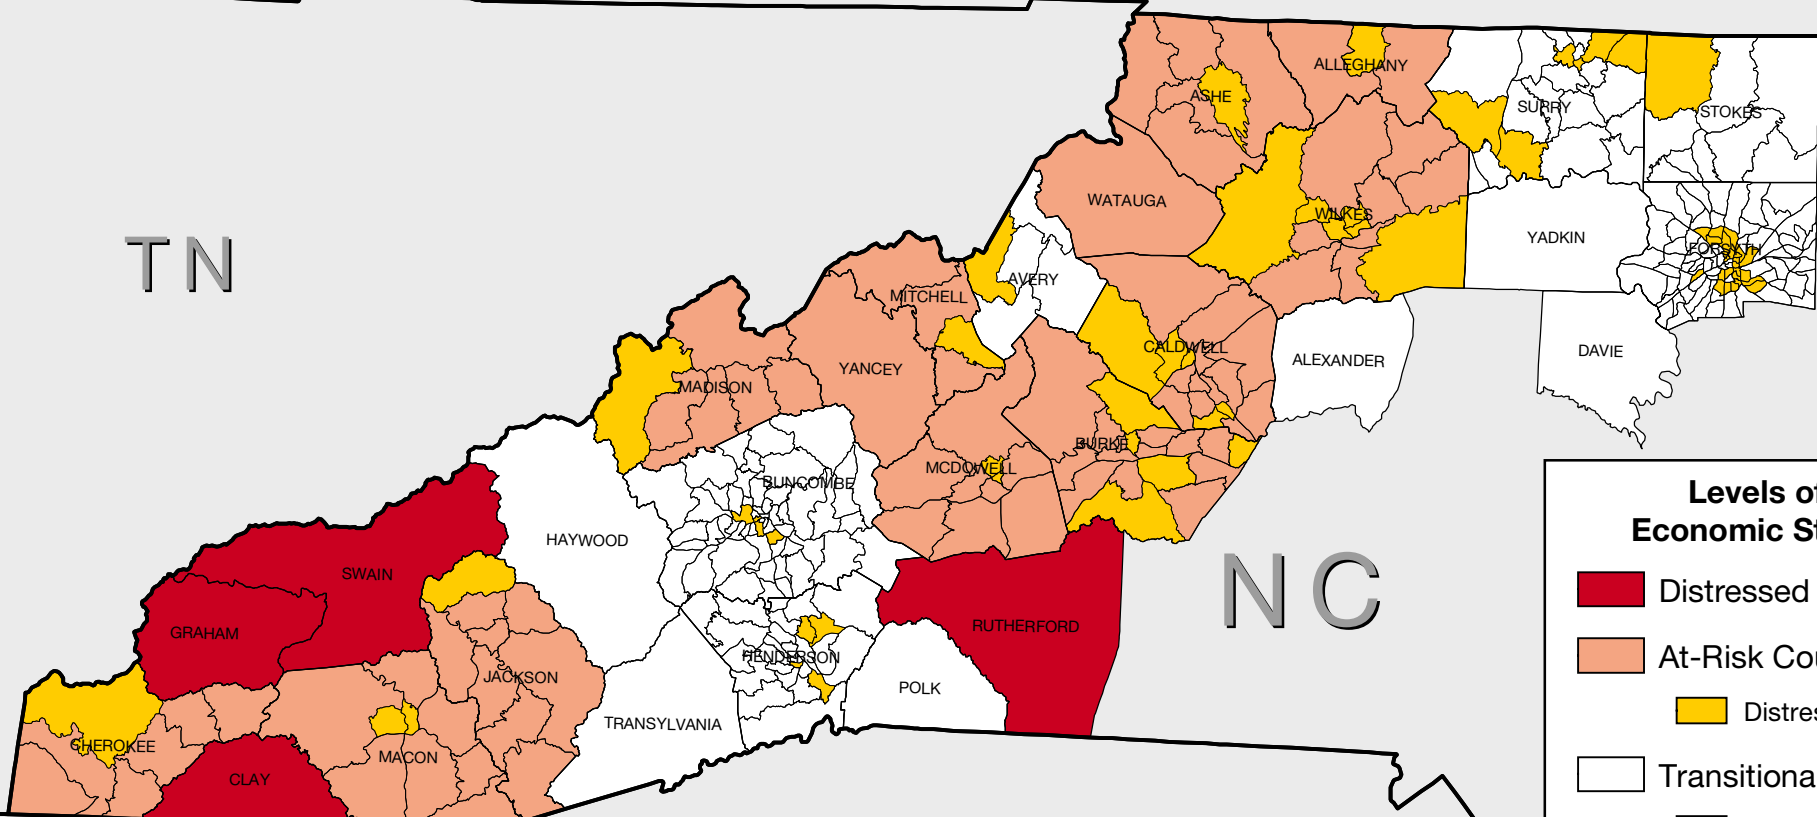 ALLEGHANY
ASHE
SURRY
STOKES
WATAUGA
WILKES
YADKIN
FORSYTH
TN
AVERY
MITCHELL
CALDWELL
ALEXANDER
DAVIE
YANCEY
MADISON
BURKE
MCDOWELL
BUNCOMBE
HAYWOOD
SWAIN
NC
GRAHAM
RUTHERFORD
HENDERSON
JACKSON
POLK
TRANSYLVANIA
CHEROKEE
MACON
CLAY
Levels of
Economic St
Distressed
At-Risk Cou
Distres
Transitiona